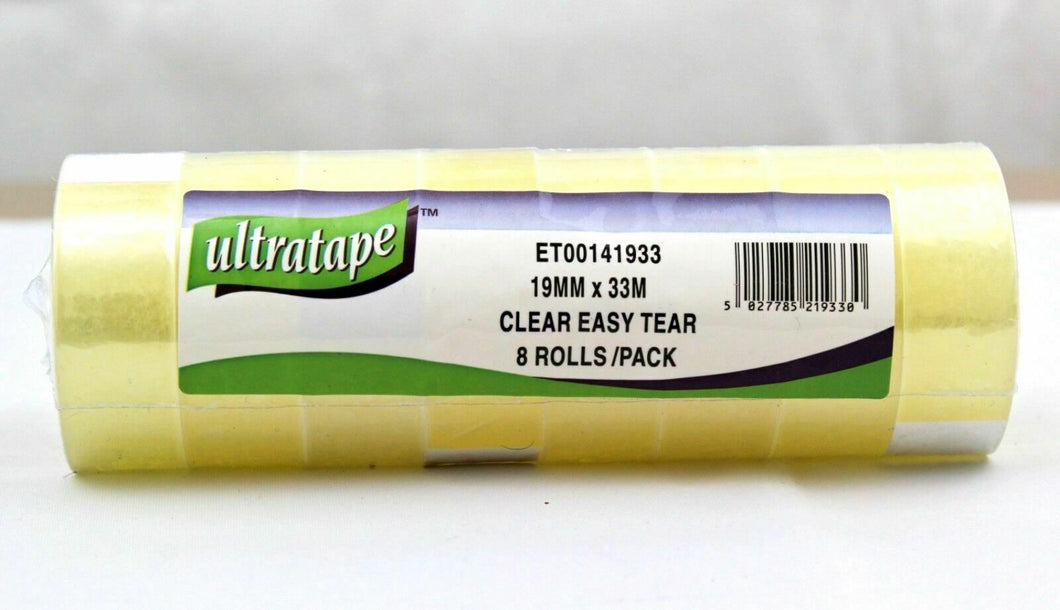 ultratape™
ET00141933
19MM x 33M
CLEAR EASY TEAR
8 ROLLS/PACK
5 027785 219330